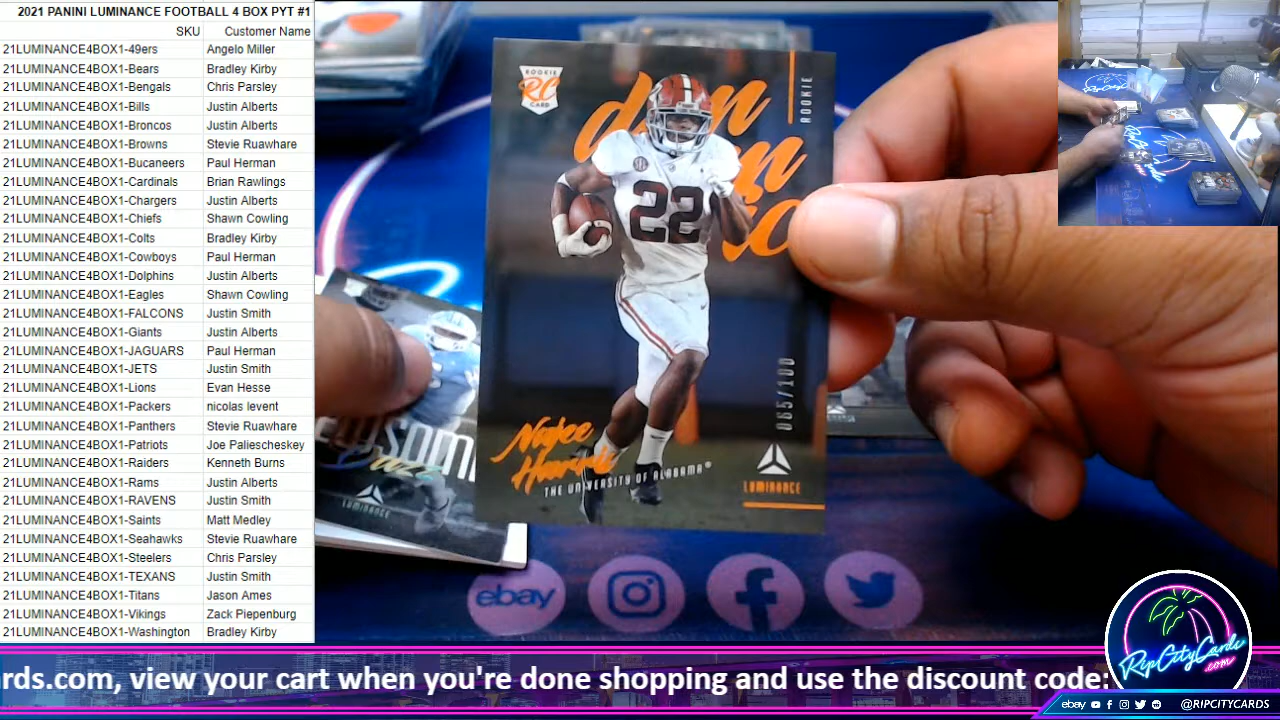 2021 PANINI LUMINANCE FOOTBALL 4 BOX PYT #1
SKU Customer Name
21LUMINANCE4BOX1-49ers Angelo Miller
21LUMINANCE4BOX1-Bears Bradley Kirby
21LUMINANCE4BOX1-Bengals Chris Parsley
21LUMINANCE4BOX1-Bills Justin Alberts
21LUMINANCE4BOX1-Broncos Justin Alberts
21LUMINANCE4BOX1-Browns Stevie Ruawhare
21LUMINANCE4BOX1-Bucaneers Paul Herman
21LUMINANCE4BOX1-Cardinals Brian Rawlings
21LUMINANCE4BOX1-Chargers Justin Alberts
21LUMINANCE4BOX1-Chiefs Shawn Cowling
21LUMINANCE4BOX1-Colts Bradley Kirby
21LUMINANCE4BOX1-Cowboys Paul Herman
21LUMINANCE4BOX1-Dolphins Justin Alberts
21LUMINANCE4BOX1-Eagles Shawn Cowling
21LUMINANCE4BOX1-FALCONS Justin Smith
21LUMINANCE4BOX1-Giants Justin Alberts
21LUMINANCE4BOX1-JAGUARS Paul Herman
21LUMINANCE4BOX1-JETS Justin Smith
21LUMINANCE4BOX1-Lions Evan Hesse
21LUMINANCE4BOX1-Packers nicolas levent
21LUMINANCE4BOX1-Panthers Stevie Ruawhare
21LUMINANCE4BOX1-Patriots Joe Paliescheskey
21LUMINANCE4BOX1-Raiders Kenneth Burns
21LUMINANCE4BOX1-Rams Justin Alberts
21LUMINANCE4BOX1-RAVENS Justin Smith
21LUMINANCE4BOX1-Saints Matt Medley
21LUMINANCE4BOX1-Seahawks Stevie Ruawhare
21LUMINANCE4BOX1-Steelers Chris Parsley
21LUMINANCE4BOX1-TEXANS Justin Smith
21LUMINANCE4BOX1-Titans Jason Ames
21LUMINANCE4BOX1-Vikings Zack Piepenburg
21LUMINANCE4BOX1-Washington Bradley Kirby
ROOKIE
RC
CARD
ROOKIE
22
065/100
Najee
Harris
THE UNIVERSITY OF ALABAMA®
LUMINANCE
LUMINANCE
ebay
RipCityCards
.com
rds.com, view your cart when you're done shopping and use the discount code:
ebay @RIPCITYCARDS